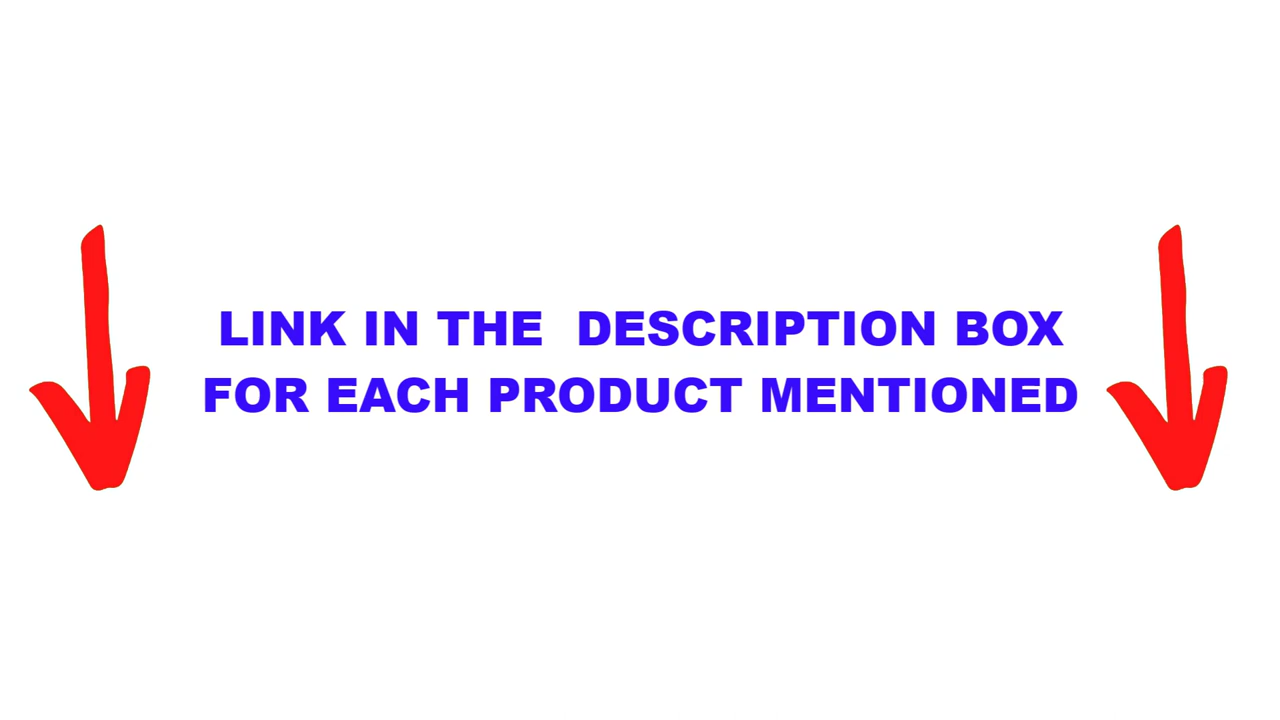 LINK IN THE  DESCRIPTION BOX
FOR EACH PRODUCT MENTIONED